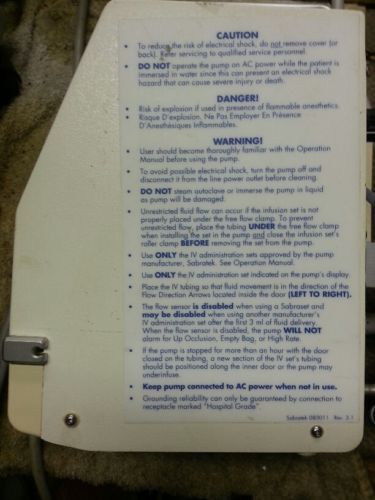 CAUTION
• To reduce the risk of electrical shock, do not remove cover (or
back). Refer servicing to qualified service personnel.
• DO NOT operate the pump on AC power while the patient is
immersed in water since this can present an electrical shock
hazard that can cause severe injury or death.
DANGER!
• Risk of explosion if used in presence of flammable anesthetics.
• Risque D'explosion. Ne Pas Employer En Présence
D'Anesthésiques Inflammables.
WARNING!
• User should become thoroughly familiar with the Operation
Manual before using the pump.
• To avoid possible electrical shock, turn the pump off and
disconnect it from the line power outlet before cleaning.
• DO NOT steam autoclave or immerse the pump in liquid
as pump will be damaged.
• Unrestricted fluid flow can occur if the infusion set is not
properly placed under the free flow clamp. To prevent
unrestricted flow, place the tubing UNDER the free flow clamp
when installing the set in the pump and close the infusion set's
roller clamp BEFORE removing the set from the pump.
• Use ONLY the IV administration sets approved by the pump
manufacturer, Sabratek. See Operation Manual.
• Use ONLY the IV administration set indicated on the pump's display.
• Place the IV tubing so that fluid movement is in the direction of the
Flow Direction Arrows located inside the door (LEFT TO RIGHT).
• The flow sensor is disabled when using a Sabraset and
may be disabled when using another manufacturer's
IV administration set after the first 3 ml of fluid delivery.
When the flow sensor is disabled, the pump WILL NOT
alarm for Up Occlusion, Empty Bag, or High Rate.
• If the pump is stopped for more than an hour with the door
closed on the tubing, a new section of the IV set's tubing
should be positioned along the inner door or the pump may
underinfuse.
• Keep pump connected to AC power when not in use.
• Grounding reliability can only be guaranteed by connection to
receptacle marked "Hospital Grade".
Sabratek 085011 Rev. 3.1